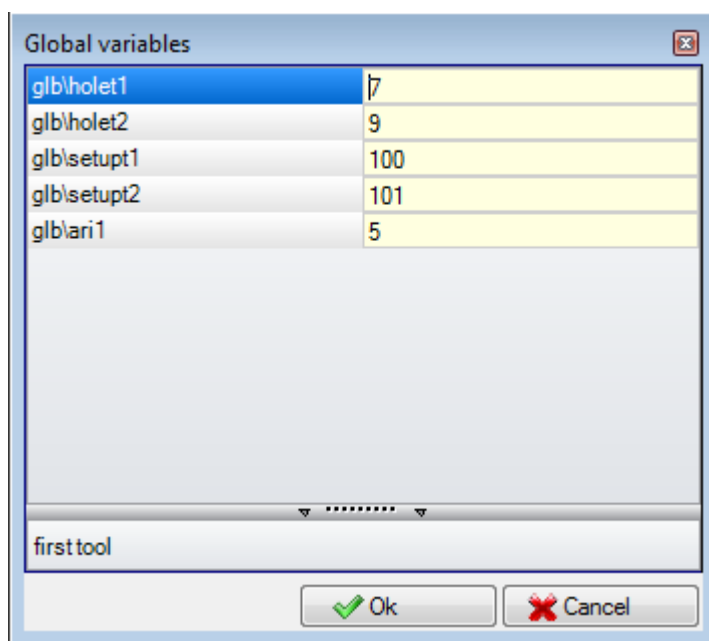 Global variables
glb\holet1 7
glb\holet2 9
glb\setupt1 100
glb\setupt2 101
glb\ari1 5
first tool
Ok Cancel